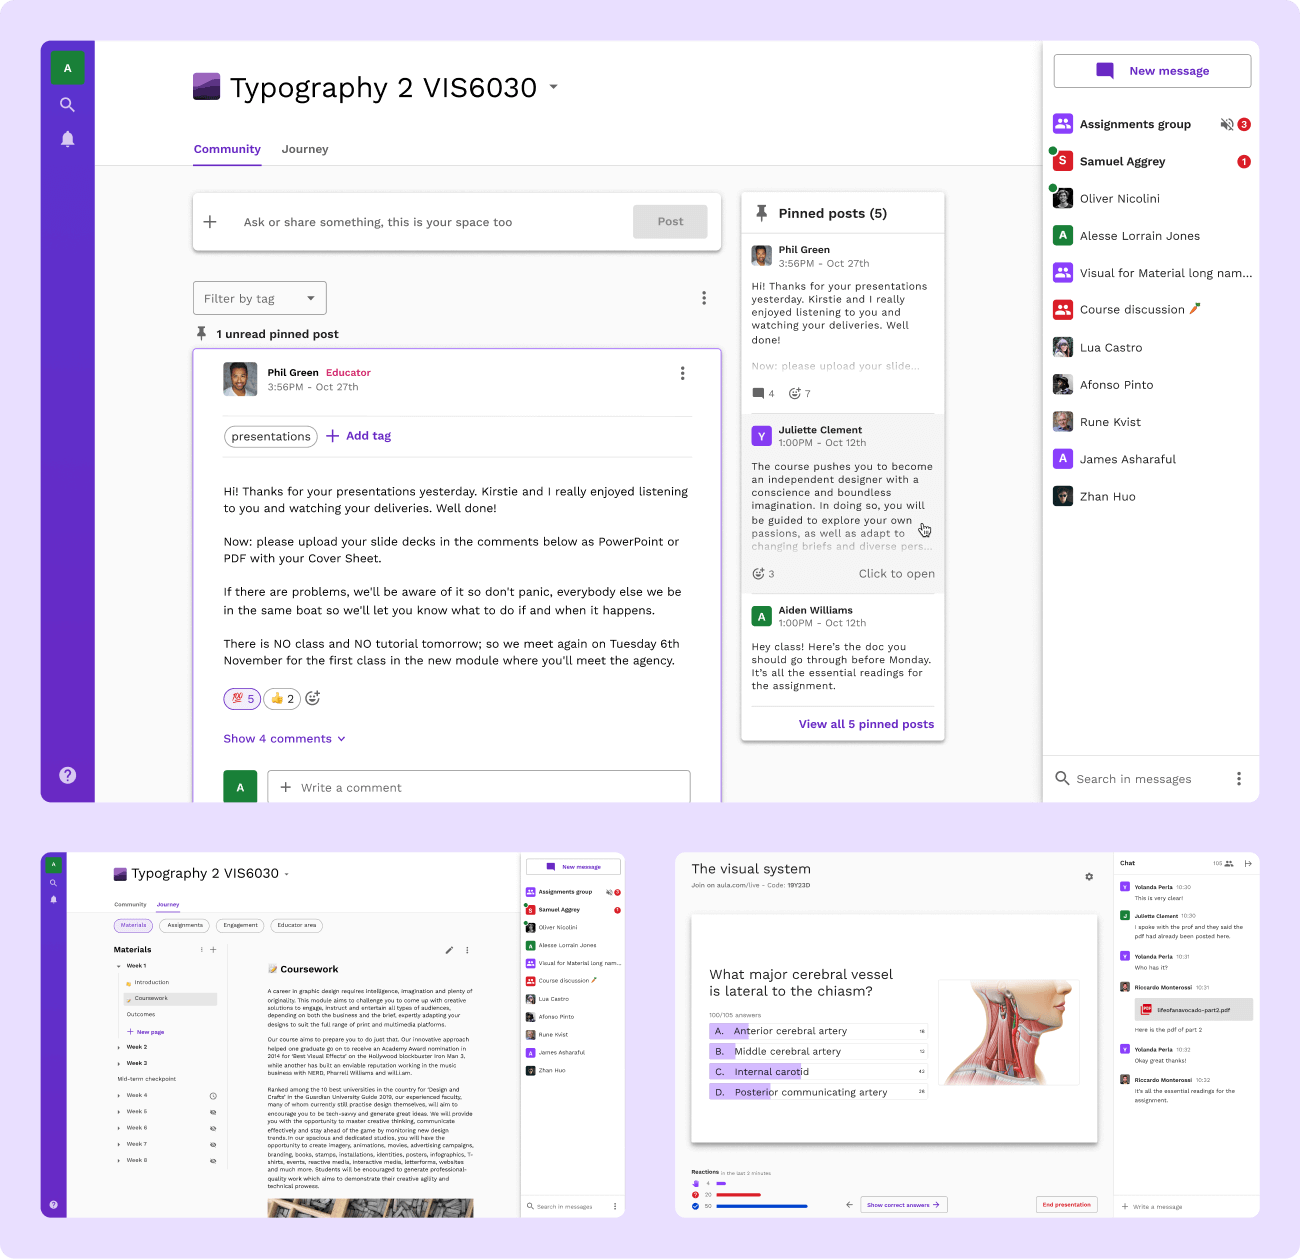 A
Typography 2 VIS6030
Community Journey
Ask or share something, this is your space too
Post
Filter by tag
1 unread pinned post
Phil Green Educator
3:56PM - Oct 27th
presentations
Add tag
Hi! Thanks for your presentations yesterday. Kirstie and I really enjoyed listening
to you and watching your deliveries. Well done!
Now: please upload your slide decks in the comments below as PowerPoint or
PDF with your Cover Sheet.
If there are problems, we'll be aware of it so don't panic, everybody else we be
in the same boat so we'll let you know what to do if and when it happens.
There is NO class and NO tutorial tomorrow; so we meet again on Tuesday 6th
November for the first class in the new module where you'll meet the agency.
5 2
Show 4 comments
A
Write a comment
Pinned posts (5)
Phil Green
3:56PM - Oct 27th
Hi! Thanks for your presentations
yesterday. Kirstie and I really
enjoyed listening to you and
watching your deliveries. Well
done!
Now: please upload your slide...
4 7
Y
Juliette Clement
1:00PM - Oct 12th
The course pushes you to become
an independent designer with a
conscience and boundless
imagination. In doing so, you will
be guided to explore your own
passions, as well as adapt to
changing briefs and diverse pers...
3 Click to open
A
Aiden Williams
1:00PM - Oct 12th
Hey class! Here's the doc you
should go through before Monday.
It's all the essential readings for
the assignment.
View all 5 pinned posts
New message
Assignments group 3
S Samuel Aggrey 1
Oliver Nicolini
A Alesse Lorrain Jones
Visual for Material long nam...
Course discussion
Lua Castro
Afonso Pinto
Rune Kvist
A James Asharaful
Zhan Huo
Search in messages
A
Typography 2 VIS6030
Community Journey
Materials Assignments Engagement Educator area
Materials
Week 1
Introduction
Coursework
Outcomes
New page
Week 2
Week 3
Mid-term checkpoint
Week 4
Week 5
Week 6
Week 7
Week 8
Coursework
A career in graphic design requires intelligence, imagination and plenty of
originality. This module aims to challenge you to come up with creative
solutions to engage, instruct and entertain all types of audiences,
depending on both the business and the brief, expertly adapting your
designs to suit the full range of print and multimedia platforms.
Our course aims to prepare you to do just that. Our innovative approach
helped one graduate go on to receive an Academy Award nomination in
2014 for 'Best Visual Effects' on the Hollywood blockbuster Iron Man 3,
while another has built an enviable reputation working in the music
business with NERD, Pharrell Williams and will.i.am.
Ranked among the 10 best universities in the country for 'Design and
Crafts' in the Guardian University Guide 2019, our experienced faculty,
many of whom currently still practise design themselves, will aim to
encourage you to be tech-savvy and generate great ideas. We will provide
you with the opportunity to master creative thinking, communicate
effectively and stay ahead of the game by monitoring new design
trends.In our spacious and dedicated studios, you will have the
opportunity to create imagery, animations, movies, advertising campaigns,
branding, books, stamps, installations, identities, posters, infographics, T-
shirts, events, reactive media, interactive media, letterforms, websites
and much more. Students will be encouraged to generate professional-
quality work which aims to demonstrate their creative agility and
technical prowess.
New message
Assignments group 3
S Samuel Aggrey 1
Oliver Nicolini
A Alesse Lorrain Jones
Visual for Material long nam...
Course discussion
Lua Castro
Afonso Pinto
Rune Kvist
A James Asharaful
Zhan Huo
Search in messages
The visual system
Join on aula.com/live - Code: 19Y23D
What major cerebral vessel
is lateral to the chiasm?
100/105 answers
A. Anterior cerebral artery 16
B. Middle cerebral artery 12
C. Internal carotid 42
D. Posterior communicating artery
Reactions in the last 2 minutes
4
20
50
Show correct answers
End presentation
Chat 105
Y Yolanda Perla 10:30
This is very clear!
J Juliette Clement 10:30
I spoke with the prof and they said the
pdf had already been posted here.
Y Yolanda Perla 10:31
Who has it?
Riccardo Monterossi 10:31
PDF lifeofanavocado-part2.pdf
Here is the pdf of part 2
Y Yolanda Perla 10:32
Okay great thanks!
Riccardo Monterossi 10:32
It's all the essential readings for the
assignment.
Write a message